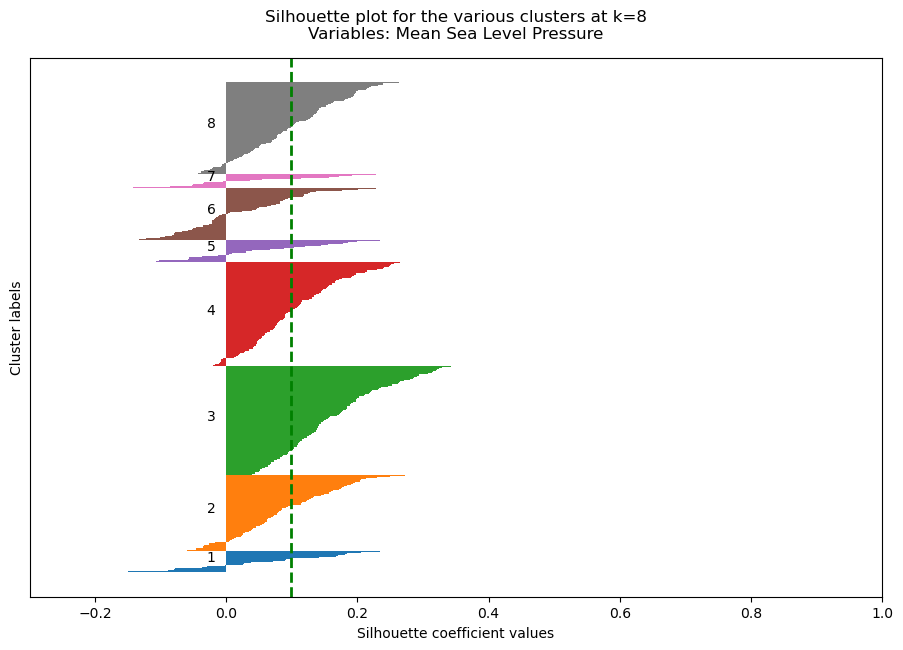 Silhouette plot for the various clusters at k=8
Variables: Mean Sea Level Pressure
8
7
6
5
4
3
2
1
Cluster labels
−0.2 0.0 0.2 0.4 0.6 0.8 1.0
Silhouette coefficient values